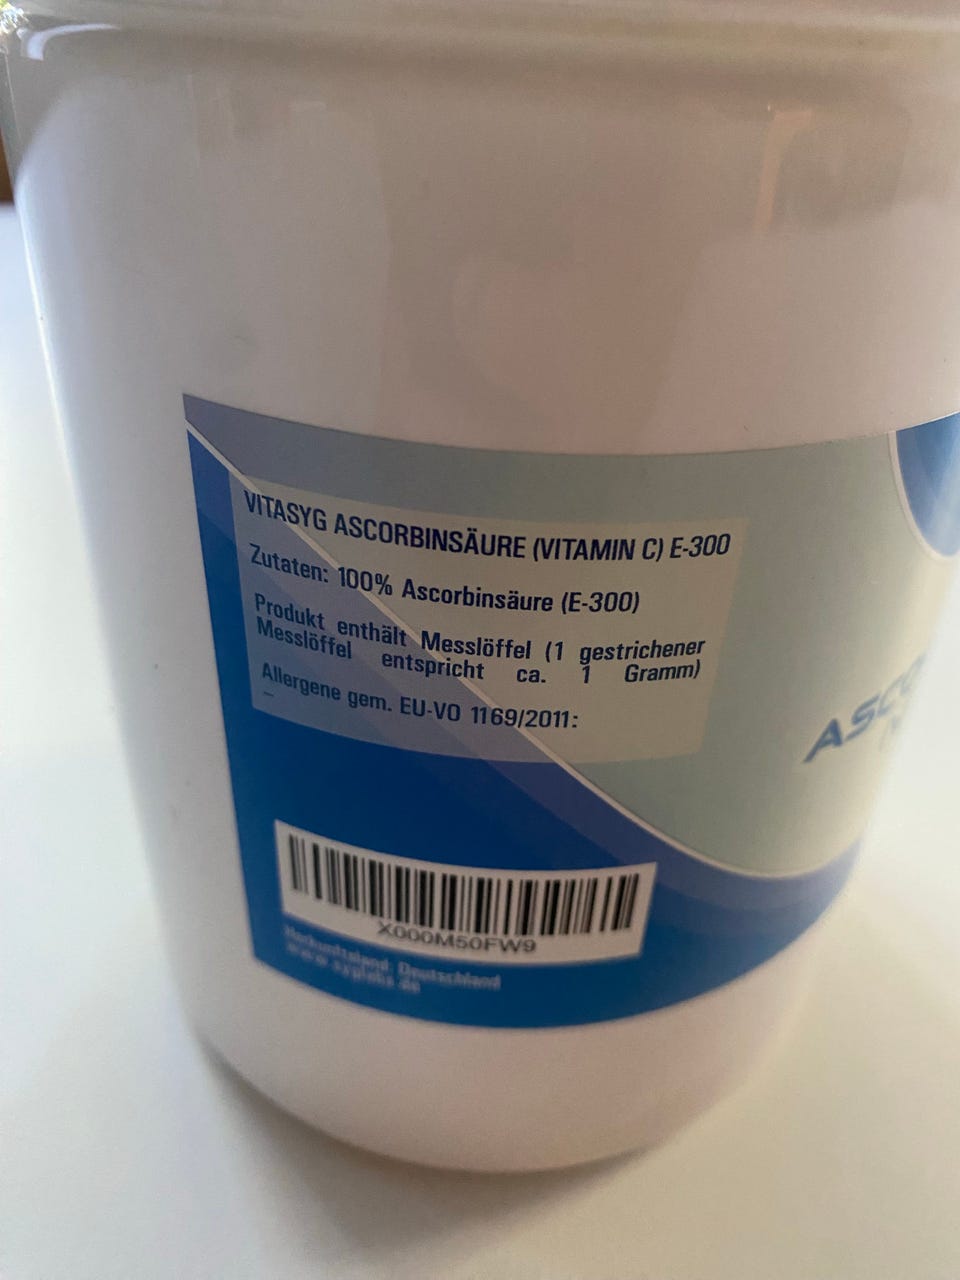 VITASYG ASCORBINSÄURE (VITAMIN C) E-300
Zutaten: 100% Ascorbinsäure (E-300)
Produkt enthält Messlöffel (1 gestrichener
Messlöffel entspricht ca. 1 Gramm)
Allergene gem. EU-VO 1169/2011:
–
ASCO
X000M50FW9
Herkunftsland: Deutschland